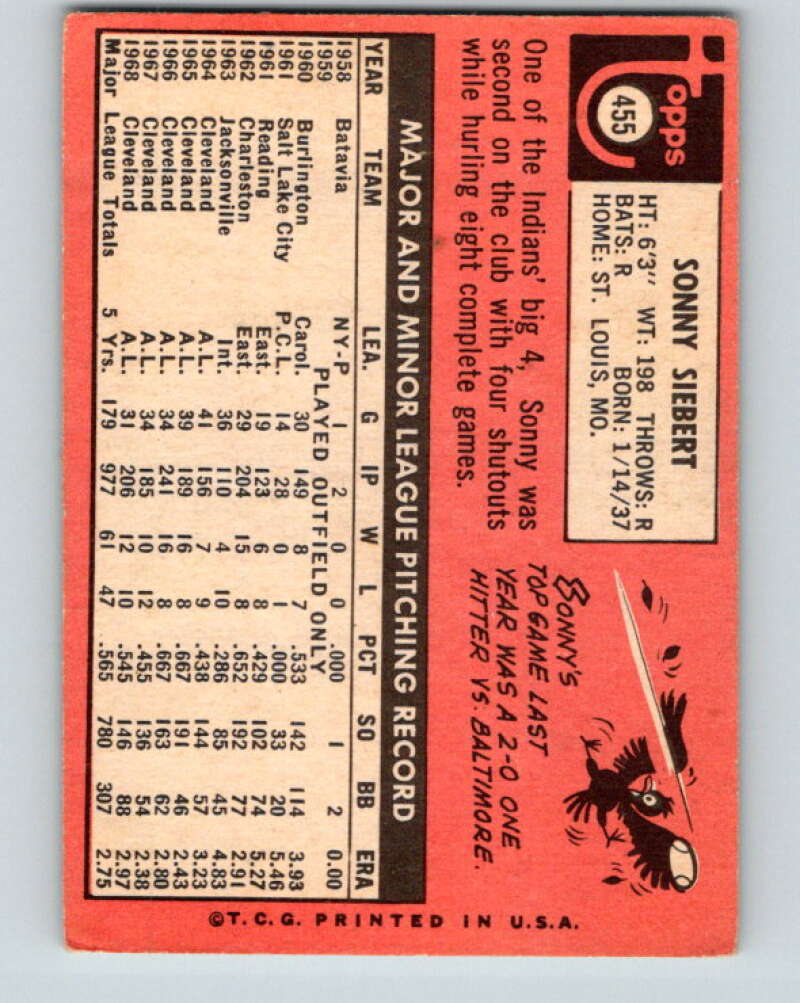 Topps
455
SONNY SIEBERT
HT: 6'3" WT: 198 THROWS: R
BATS: R BORN: 1/14/37
HOME: ST. LOUIS, MO.
One of the Indians' big 4, Sonny was
second on the club with four shutouts
while hurling eight complete games.
SONNY'S
TOP GAME LAST
YEAR WAS A 2-0 ONE
HITTER VS. BALTIMORE.
MAJOR AND MINOR LEAGUE PITCHING RECORD
YEAR TEAM LEA. G IP W L PCT SO BB ERA
1958 Batavia NY-P 1 2 0 0 .000 1 2 0.00
1959 PLAYED OUTFIELD ONLY
1960 Burlington Carol. 30 149 8 7 .533 142 114 3.93
1961 Salt Lake City P.C.L. 14 28 0 1 .000 33 20 5.46
1961 Reading East. 19 123 6 8 .429 102 74 5.27
1962 Charleston East. 29 204 15 8 .652 192 77 2.91
1963 Jacksonville Int. 36 110 4 10 .286 85 45 4.83
1964 Cleveland A.L. 41 156 7 9 .438 144 57 3.23
1965 Cleveland A.L. 39 189 16 8 .667 191 46 2.43
1966 Cleveland A.L. 34 241 16 8 .667 163 62 2.80
1967 Cleveland A.L. 34 185 10 12 .455 136 54 2.38
1968 Cleveland A.L. 31 206 12 10 .545 146 88 2.97
Major League Totals 5 Yrs. 179 977 61 47 .565 780 307 2.75
©T.C.G. PRINTED IN U.S.A.